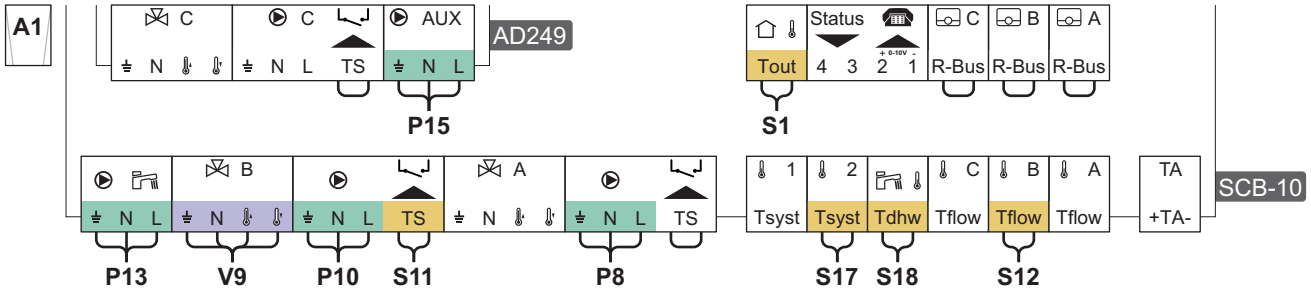 A1
C C AUX AD249
⏚ N ⏚ N L TS ⏚ N L
P15
Status C B A
+ 0-10V -
Tout 4 3 2 1 R-Bus R-Bus R-Bus
S1
B A 1 2 C B A TA SCB-10
⏚ N L ⏚ N ⏚ N L TS ⏚ N ⏚ N L TS Tsyst Tsyst Tdhw Tflow Tflow Tflow +TA-
P13 V9 P10 S11 P8 S17 S18 S12